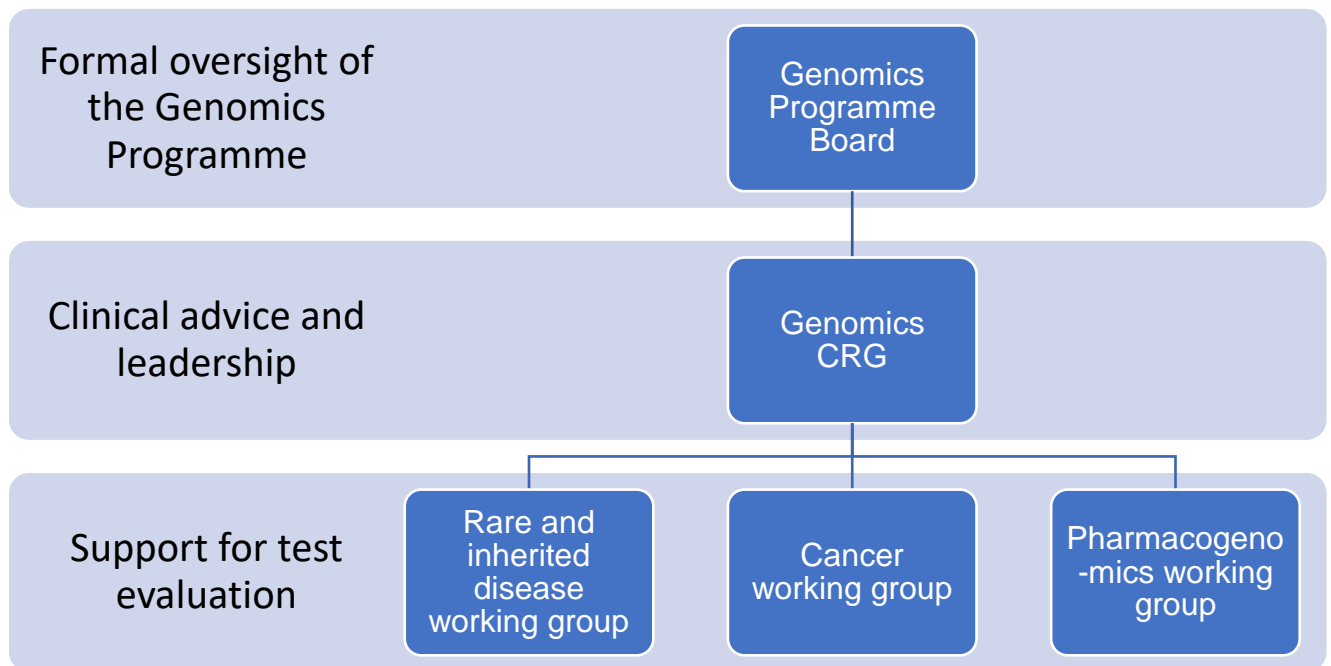 Formal oversight of
the Genomics
Programme
Genomics
Programme
Board
Clinical advice and
leadership
Genomics
CRG
Support for test
evaluation
Rare and
inherited
disease
working group
Cancer
working group
Pharmacogeno
-mics working
group